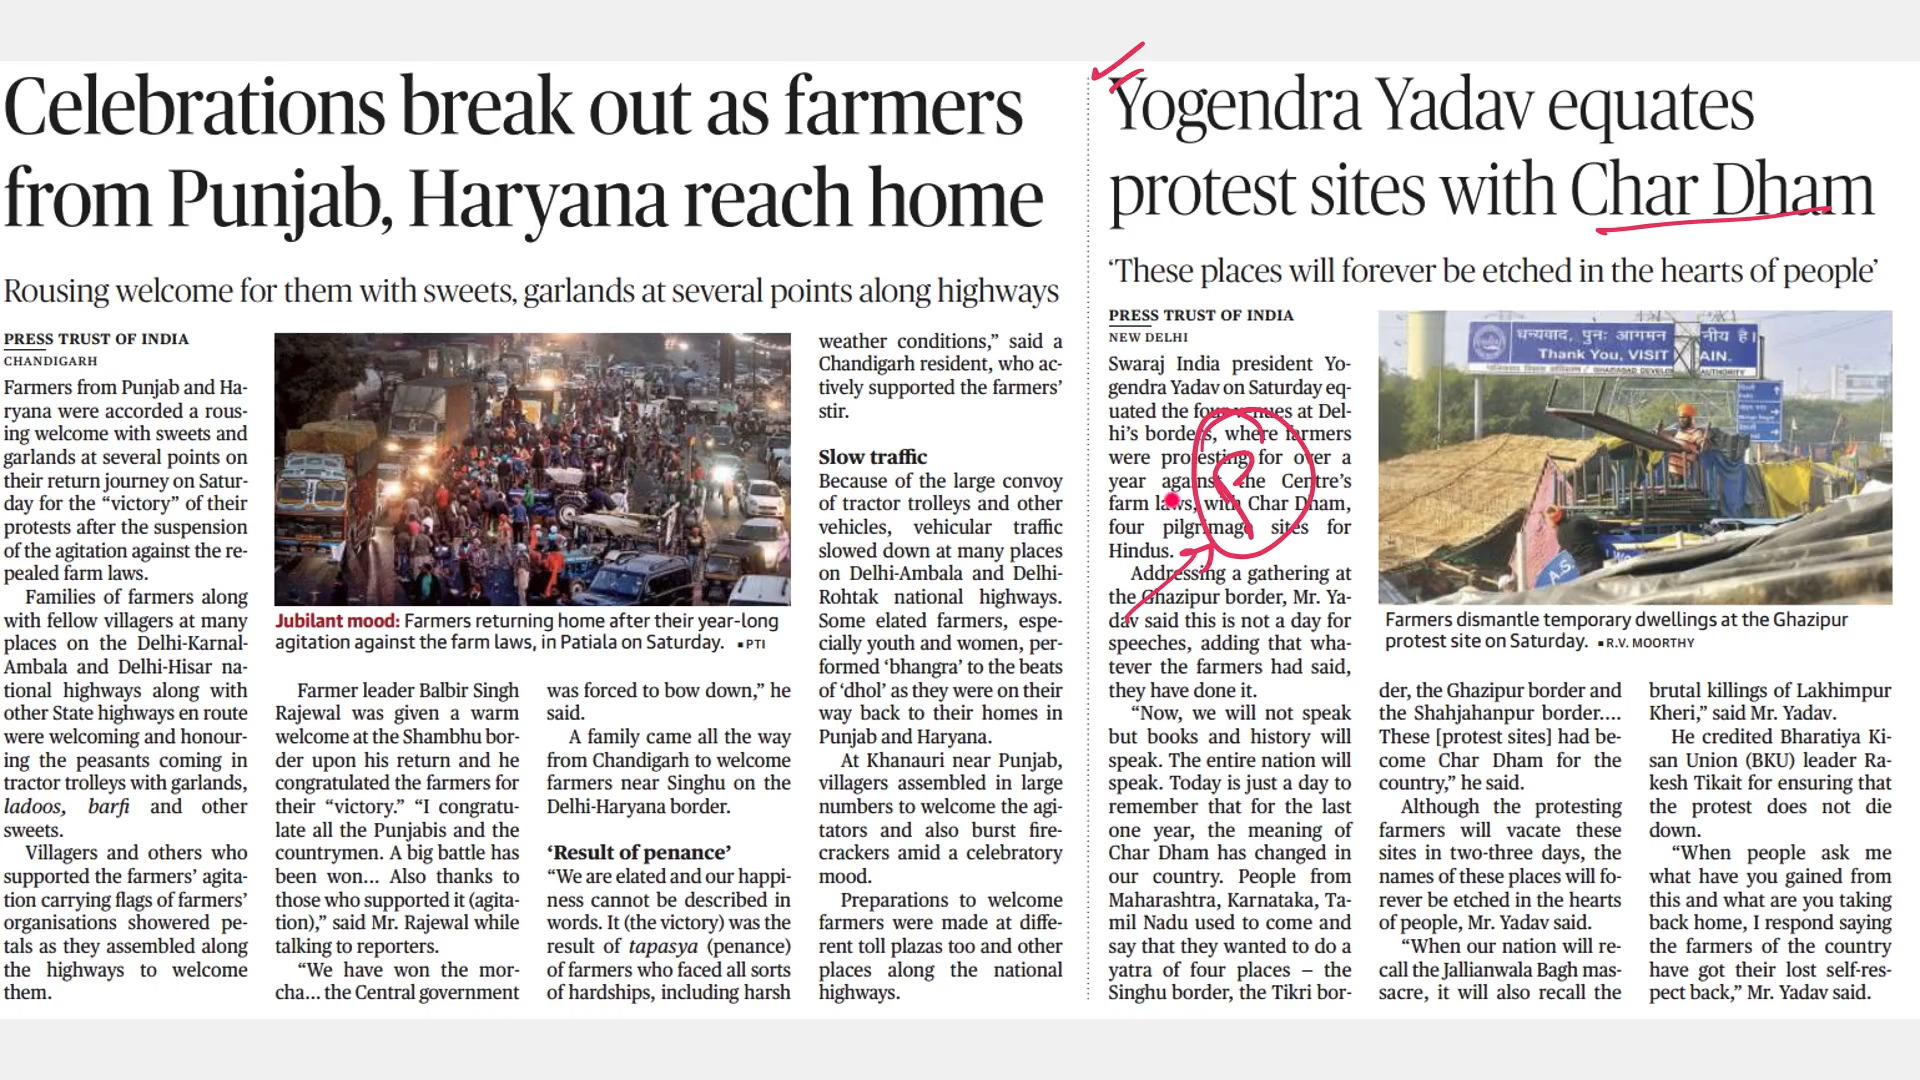 Celebrations break out as farmers
from Punjab, Haryana reach home
Rousing welcome for them with sweets, garlands at several points along highways
PRESS TRUST OF INDIA
CHANDIGARH
Farmers from Punjab and Ha-
ryana were accorded a rous-
ing welcome with sweets and
garlands at several points on
their return journey on Satur-
day for the “victory” of their
protests after the suspension
of the agitation against the re-
pealed farm laws.
Families of farmers along
with fellow villagers at many
places on the Delhi-Karnal-
Ambala and Delhi-Hisar na-
tional highways along with
other State highways en route
were welcoming and honour-
ing the peasants coming in
tractor trolleys with garlands,
ladoos, barfi and other
sweets.
Villagers and others who
supported the farmers’ agita-
tion carrying flags of farmers’
organisations showered pe-
tals as they assembled along
the highways to welcome
them.
Jubilant mood: Farmers returning home after their year-long
agitation against the farm laws, in Patiala on Saturday. ▪PTI
Farmer leader Balbir Singh
Rajewal was given a warm
welcome at the Shambhu bor-
der upon his return and he
congratulated the farmers for
their “victory.” “I congratu-
late all the Punjabis and the
countrymen. A big battle has
been won... Also thanks to
those who supported it (agita-
tion),” said Mr. Rajewal while
talking to reporters.
“We have won the mor-
cha... the Central government
was forced to bow down,” he
said.
A family came all the way
from Chandigarh to welcome
farmers near Singhu on the
Delhi-Haryana border.
‘Result of penance’
“We are elated and our happi-
ness cannot be described in
words. It (the victory) was the
result of tapasya (penance)
of farmers who faced all sorts
of hardships, including harsh
weather conditions,” said a
Chandigarh resident, who ac-
tively supported the farmers’
stir.
Slow traffic
Because of the large convoy
of tractor trolleys and other
vehicles, vehicular traffic
slowed down at many places
on Delhi-Ambala and Delhi-
Rohtak national highways.
Some elated farmers, espe-
cially youth and women, per-
formed ‘bhangra’ to the beats
of ‘dhol’ as they were on their
way back to their homes in
Punjab and Haryana.
At Khanauri near Punjab,
villagers assembled in large
numbers to welcome the agi-
tators and also burst fire-
crackers amid a celebratory
mood.
Preparations to welcome
farmers were made at diffe-
rent toll plazas too and other
places along the national
highways.
Yogendra Yadav equates
protest sites with Char Dham
‘These places will forever be etched in the hearts of people’
PRESS TRUST OF INDIA
NEW DELHI
Swaraj India president Yo-
gendra Yadav on Saturday eq-
uated the four venues at Del-
hi’s borders, where farmers
were protesting for over a
year against the Centre’s
farm laws, with Char Dham,
four pilgrimage sites for
Hindus.
Addressing a gathering at
the Ghazipur border, Mr. Ya-
dav said this is not a day for
speeches, adding that wha-
tever the farmers had said,
they have done it.
“Now, we will not speak
but books and history will
speak. The entire nation will
speak. Today is just a day to
remember that for the last
one year, the meaning of
Char Dham has changed in
our country. People from
Maharashtra, Karnataka, Ta-
mil Nadu used to come and
say that they wanted to do a
yatra of four places – the
Singhu border, the Tikri bor-
धन्यवाद, पुनः आगमन नीय है।
Thank You, VISIT AIN.
AUTHORITY
Farmers dismantle temporary dwellings at the Ghazipur
protest site on Saturday. ▪R.V. MOORTHY
der, the Ghazipur border and
the Shahjahanpur border....
These [protest sites] had be-
come Char Dham for the
country,” he said.
Although the protesting
farmers will vacate these
sites in two-three days, the
names of these places will fo-
rever be etched in the hearts
of people, Mr. Yadav said.
“When our nation will re-
call the Jallianwala Bagh mas-
sacre, it will also recall the
brutal killings of Lakhimpur
Kheri,” said Mr. Yadav.
He credited Bharatiya Ki-
san Union (BKU) leader Ra-
kesh Tikait for ensuring that
the protest does not die
down.
“When people ask me
what have you gained from
this and what are you taking
back home, I respond saying
the farmers of the country
have got their lost self-res-
pect back,” Mr. Yadav said.